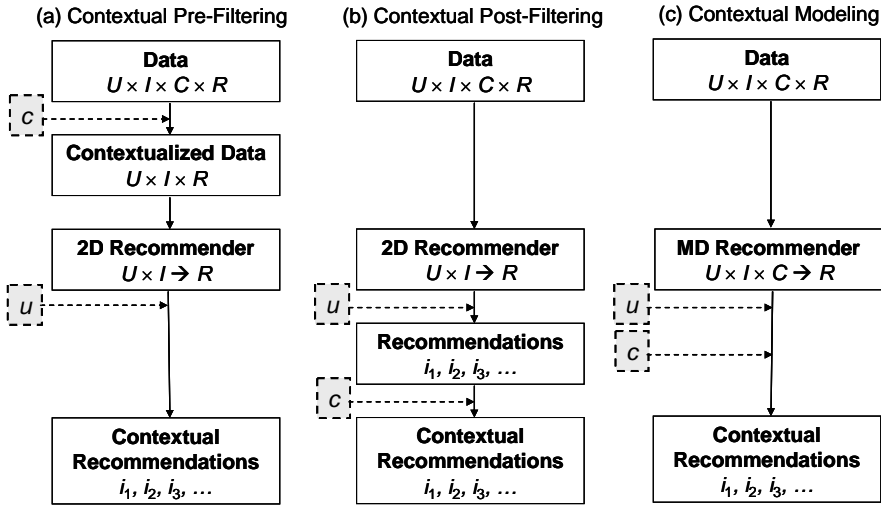 (a) Contextual Pre-Filtering
Data
U × I × C × R
c
Contextualized Data
U × I × R
2D Recommender
U × I → R
u
Contextual
Recommendations
i1, i2, i3, ...
(b) Contextual Post-Filtering
Data
U × I × C × R
2D Recommender
U × I → R
u
Recommendations
i1, i2, i3, ...
c
Contextual
Recommendations
i1, i2, i3, ...
(c) Contextual Modeling
Data
U × I × C × R
MD Recommender
U × I × C → R
u
c
Contextual
Recommendations
i1, i2, i3, ...